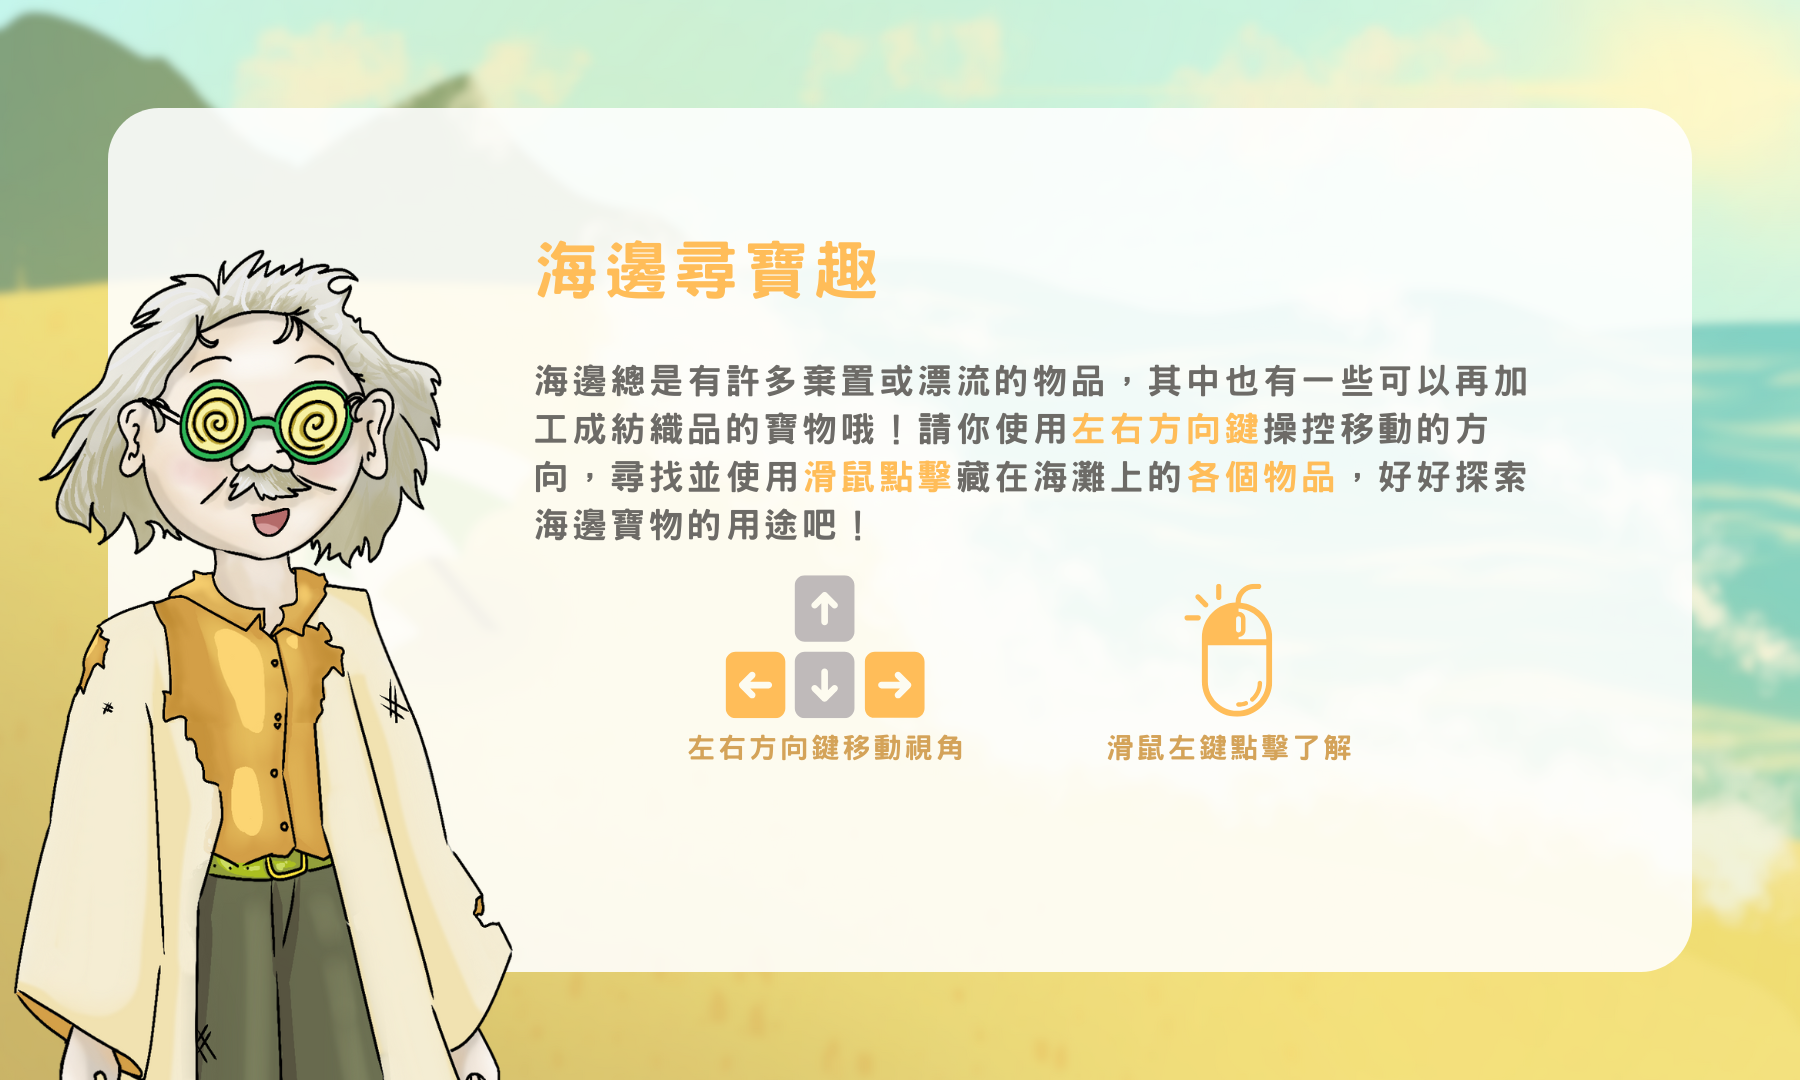 海邊尋寶趣
海邊總是有許多棄置或漂流的物品，其中也有一些可以再加
工成紡織品的寶物哦！請你使用左右方向鍵操控移動的方
向，尋找並使用滑鼠點擊藏在海灘上的各個物品，好好探索
海邊寶物的用途吧！
左右方向鍵移動視角
滑鼠左鍵點擊了解